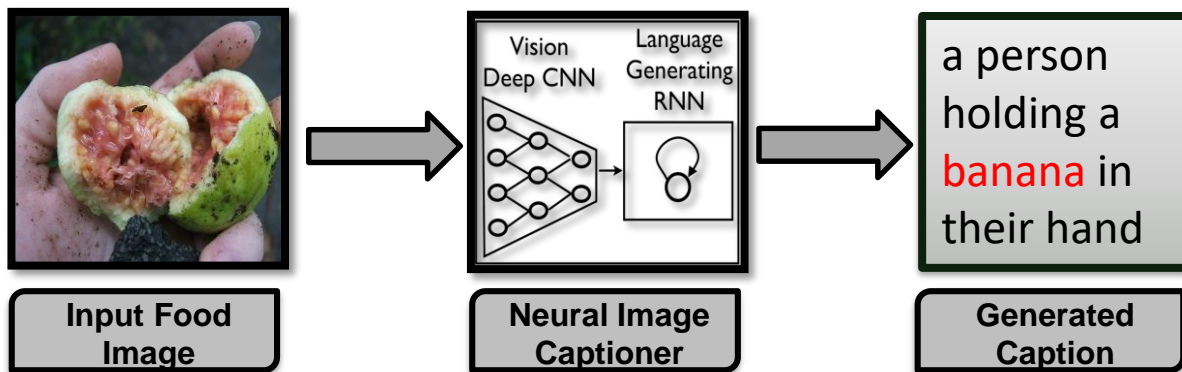 Vision
Deep CNN
Language
Generating
RNN
a person
holding a
banana in
their hand
Input Food
Image
Neural Image
Captioner
Generated
Caption